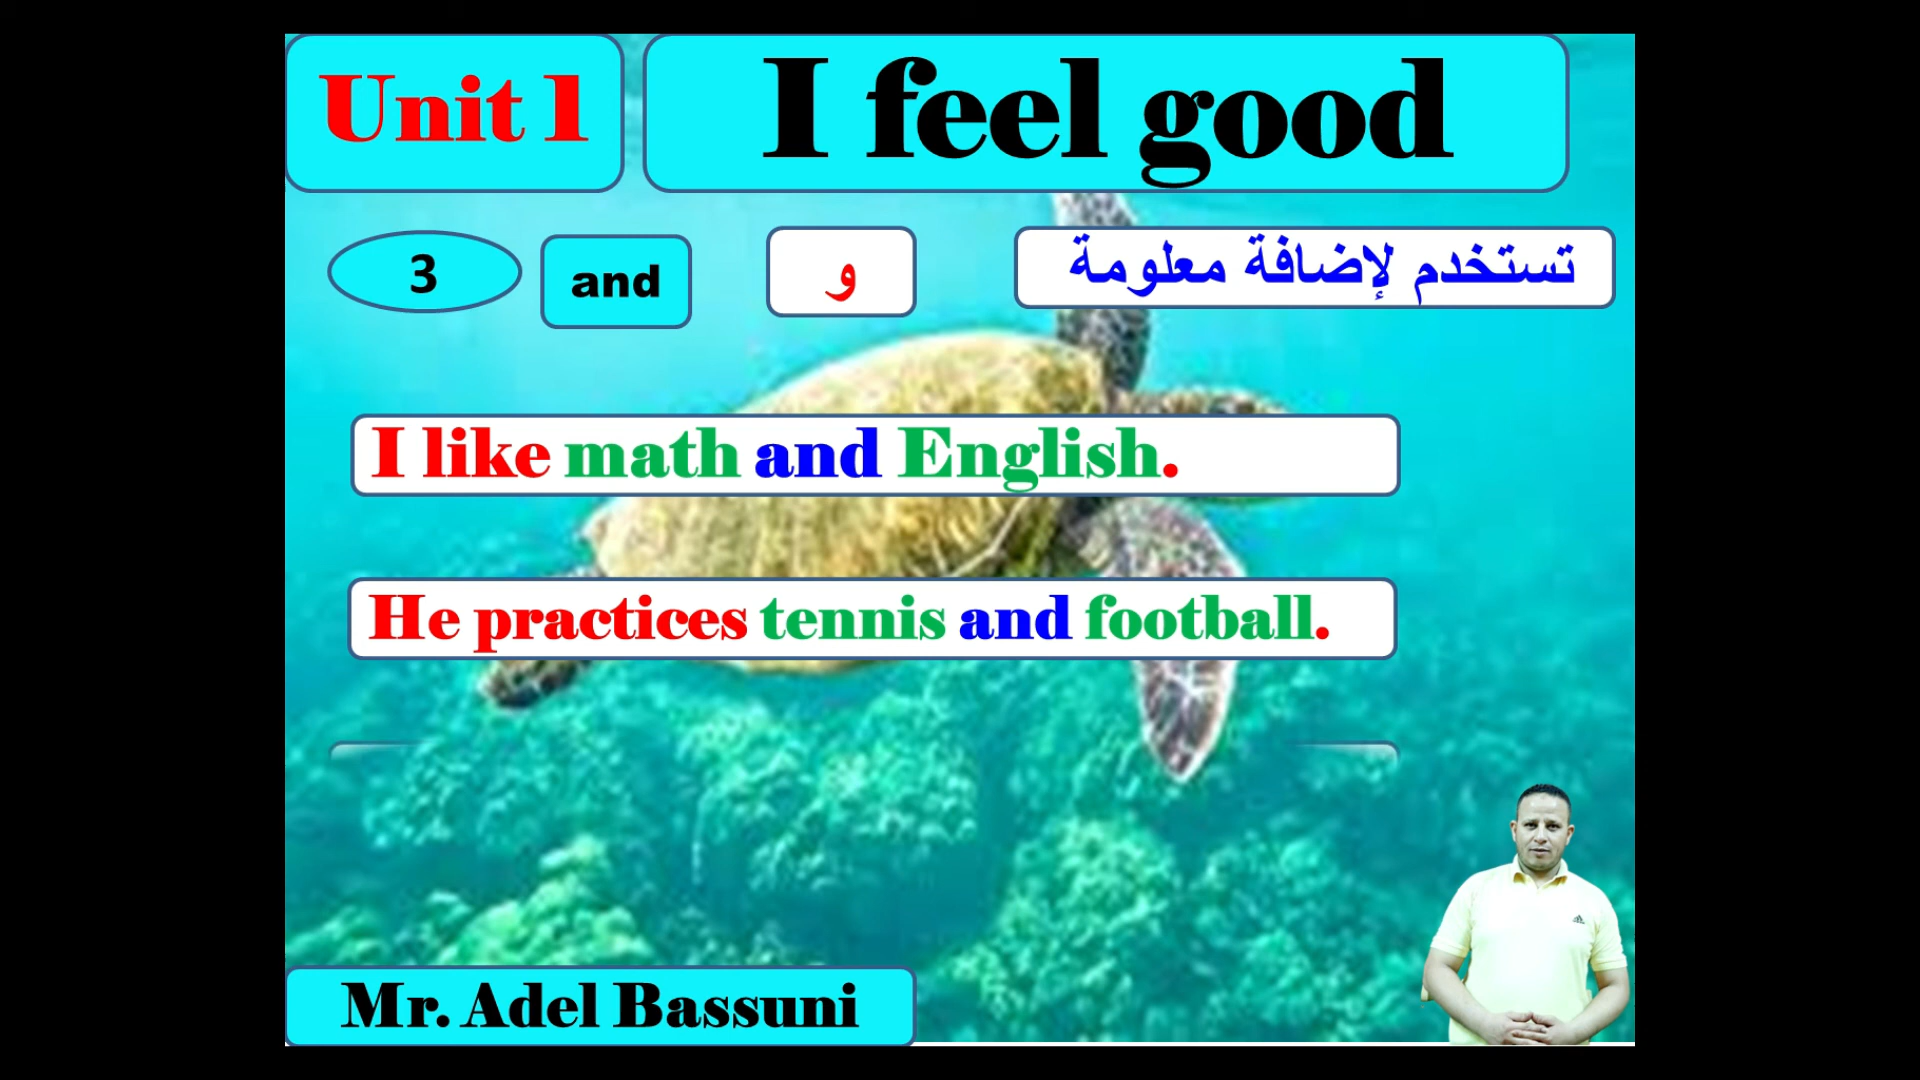 Unit 1
I feel good
3
and
و
تستخدم لإضافة معلومة
I like math and English.
He practices tennis and football.
Mr. Adel Bassuni